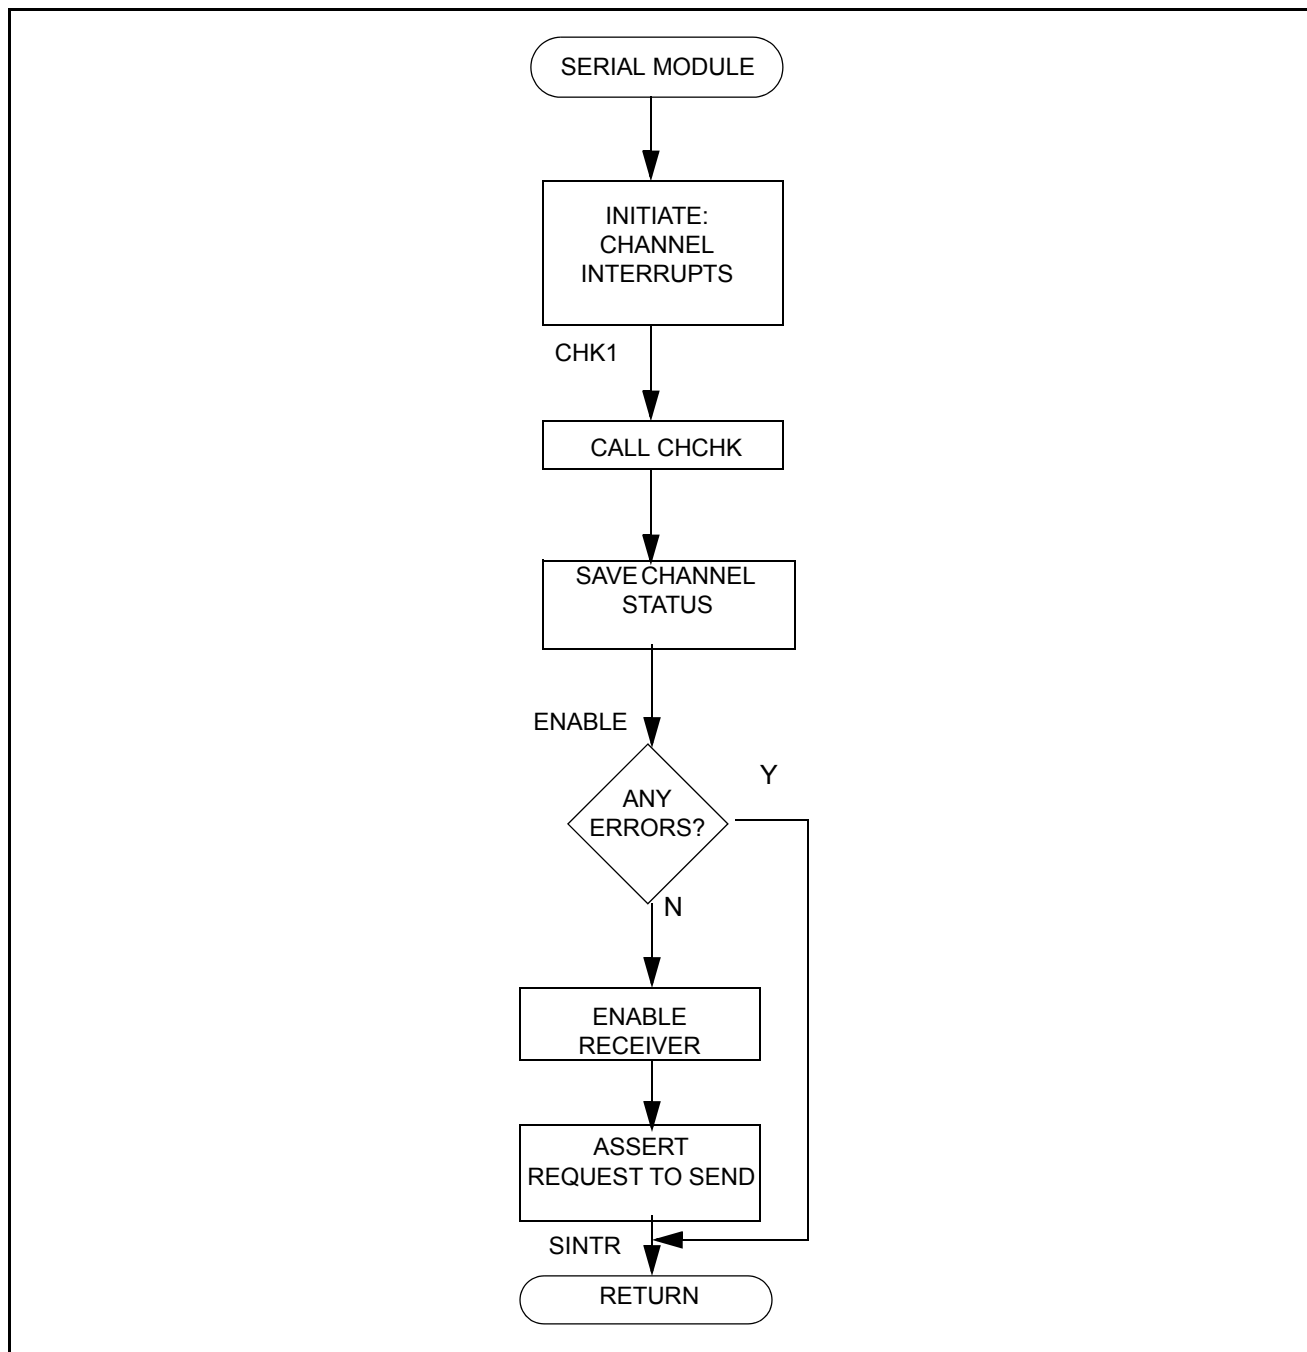 SERIAL MODULE
INITIATE:
CHANNEL
INTERRUPTS
CHK1
CALL CHCHK
SAVE CHANNEL
STATUS
ENABLE
Y
ANY
ERRORS?
N
ENABLE
RECEIVER
ASSERT
REQUEST TO SEND
SINTR
RETURN